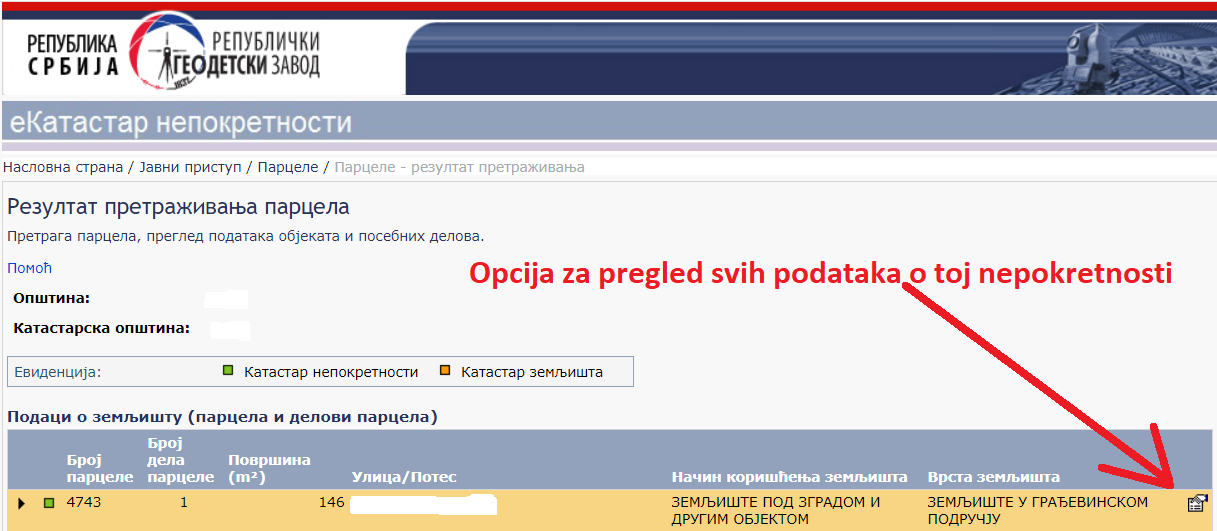 РЕПУБЛИКА
СРБИЈА
РЕПУБЛИЧКИ
ГЕОДЕТСКИ ЗАВОД
1837
еКатастар непокретности
Насловна страна / Јавни приступ / Парцеле / Парцеле - резултат претраживања
Резултат претраживања парцела
Претрага парцела, преглед података објеката и посебних делова.
Помоћ
Opcija za pregled svih podataka o toj nepokretnosti
Општина:
Катастарска општина:
Евиденција: Катастар непокретности Катастар земљишта
Подаци о земљишту (парцела и делови парцела)
Број парцеле Број дела парцеле Површина (m²) Улица/Потес Начин коришћења земљишта Врста земљишта
4743 1 146 ЗЕМЉИШТЕ ПОД ЗГРАДОМ И ДРУГИМ ОБЈЕКТОМ ЗЕМЉИШТЕ У ГРАЂЕВИНСКОМ ПОДРУЧЈУ